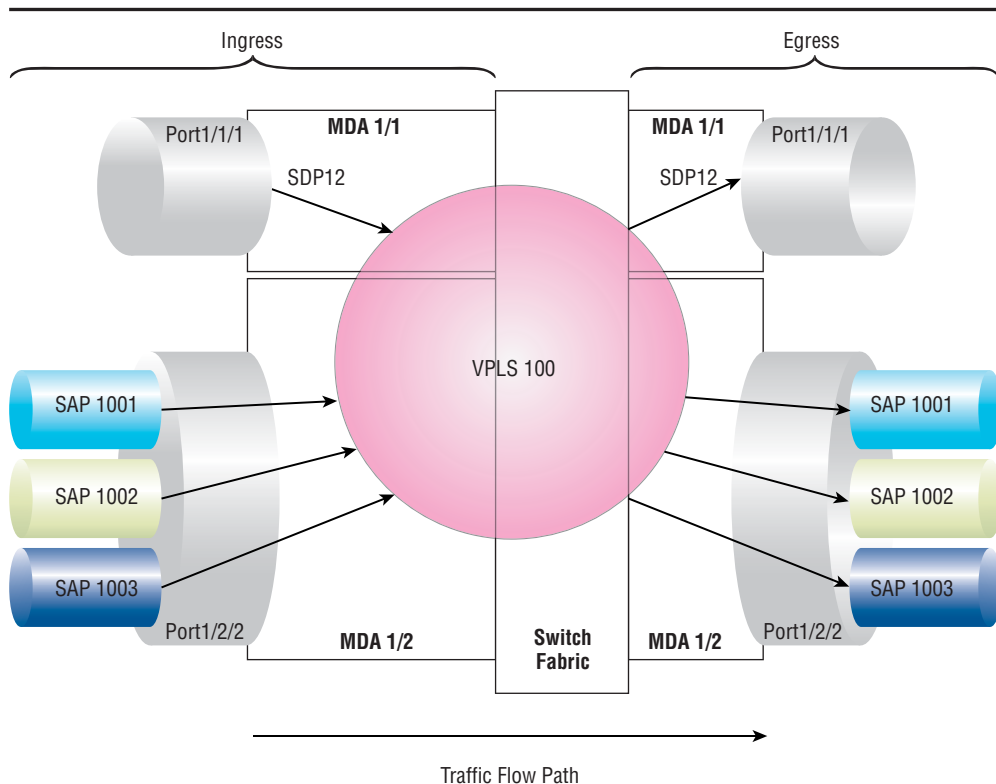 Ingress
Egress
Port1/1/1
MDA 1/1
MDA 1/1
Port1/1/1
SDP12
SDP12
VPLS 100
SAP 1001
SAP 1001
SAP 1002
SAP 1002
SAP 1003
SAP 1003
Port1/2/2
MDA 1/2
Switch
Fabric
MDA 1/2
Port1/2/2
Traffic Flow Path